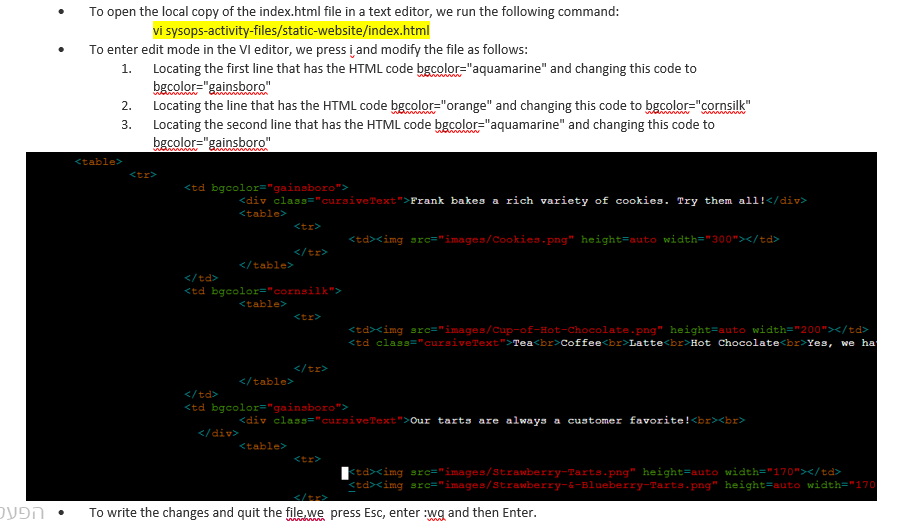 • To open the local copy of the index.html file in a text editor, we run the following command:
vi sysops-activity-files/static-website/index.html
• To enter edit mode in the VI editor, we press i and modify the file as follows:
1. Locating the first line that has the HTML code bgcolor="aquamarine" and changing this code to
bgcolor="gainsboro"
2. Locating the line that has the HTML code bgcolor="orange" and changing this code to bgcolor="cornsilk"
3. Locating the second line that has the HTML code bgcolor="aquamarine" and changing this code to
bgcolor="gainsboro"
<table>
<tr>
<td bgcolor="gainsboro">
<div class="cursiveText">Frank bakes a rich variety of cookies. Try them all!</div>
<table>
<tr>
<td><img src="images/Cookies.png" height=auto width="300"></td>
</tr>
</table>
</td>
<td bgcolor="cornsilk">
<table>
<tr>
<td><img src="images/Cup-of-Hot-Chocolate.png" height=auto width="200"></td>
<td class="cursiveText">Tea<br>Coffee<br>Latte<br>Hot Chocolate<br>Yes, we ha
</tr>
</table>
</td>
<td bgcolor="gainsboro">
<div class="cursiveText">Our tarts are always a customer favorite!<br><br>
</div>
<table>
<tr>
<td><img src="images/Strawberry-Tarts.png" height=auto width="170"></td>
<td><img src="images/Strawberry-&-Blueberry-Tarts.png" height=auto width="170
</tr>
• To write the changes and quit the file,we press Esc, enter :wq and then Enter.